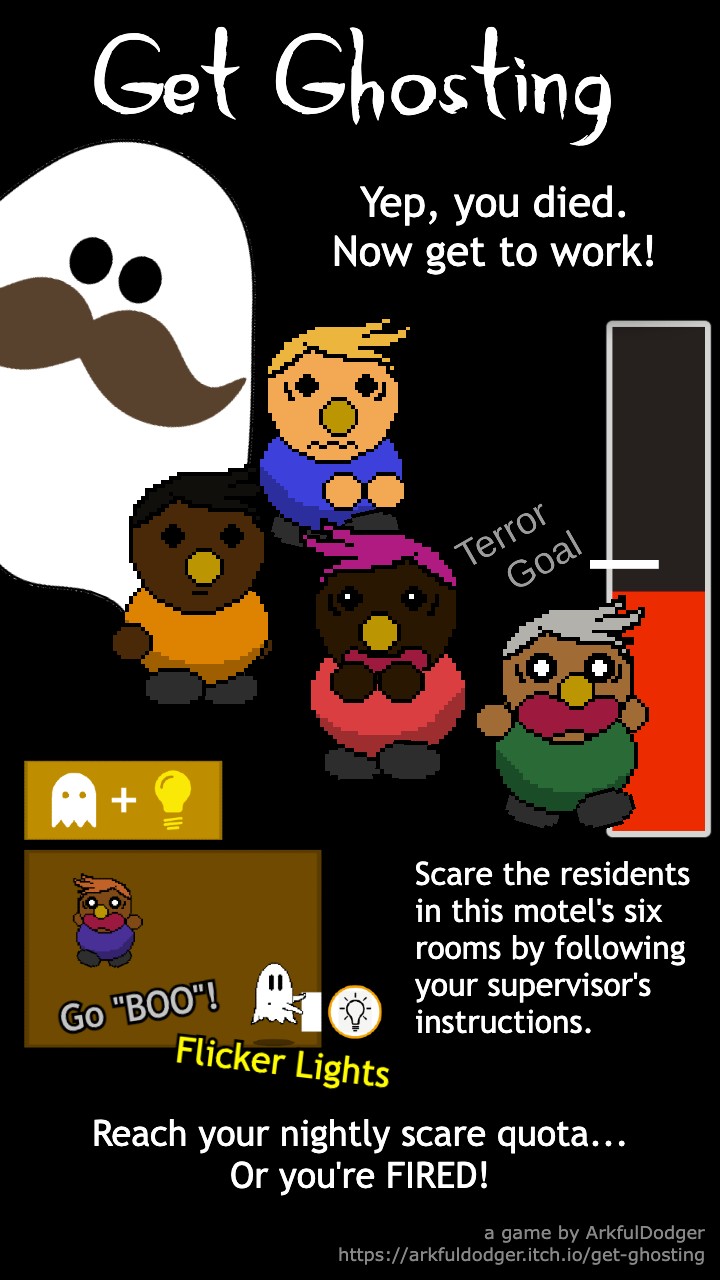 Get Ghosting
Yep, you died.
Now get to work!
Terror
Goal
+
Scare the residents
in this motel's six
rooms by following
your supervisor's
instructions.
Go "BOO"!
Flicker Lights
Reach your nightly scare quota...
Or you're FIRED!
a game by ArkfulDodger
https://arkfuldodger.itch.io/get-ghosting